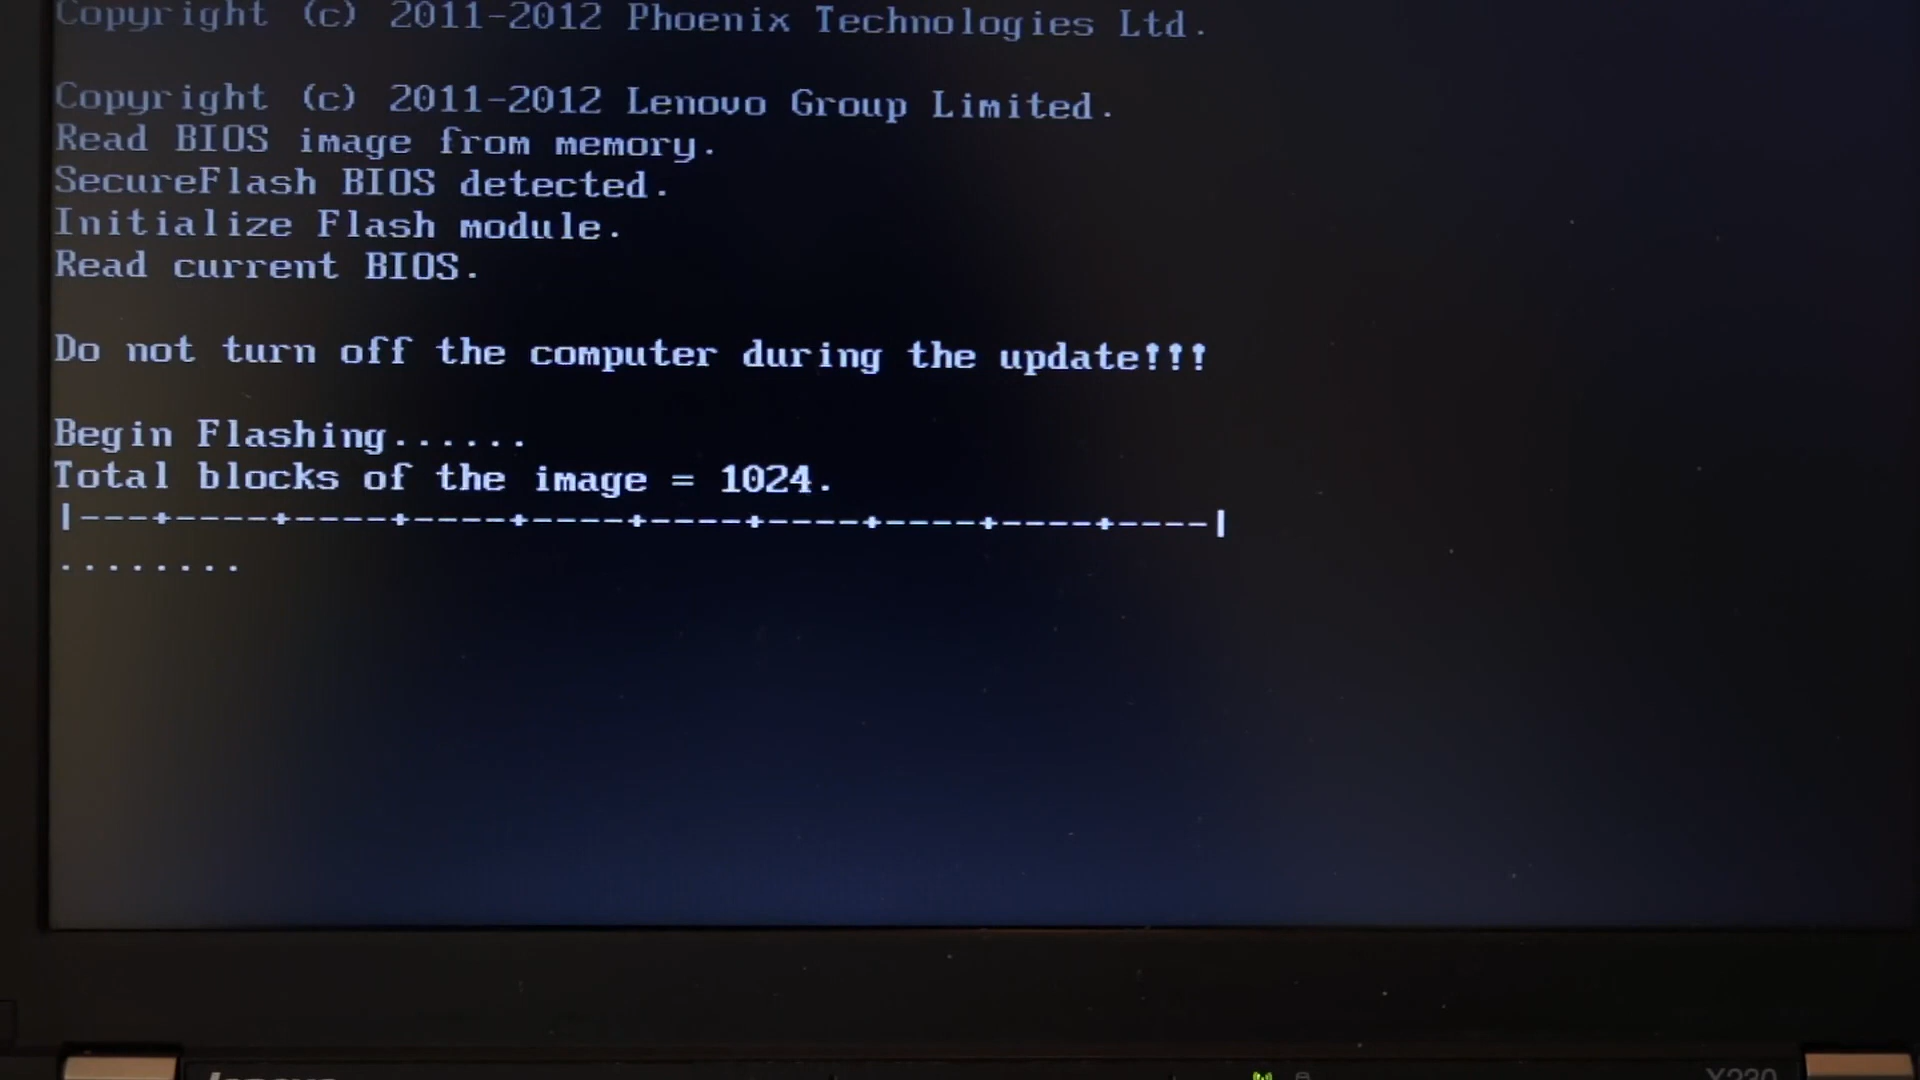 Copyright (c) 2011-2012 Phoenix Technologies Ltd.
Copyright (c) 2011-2012 Lenovo Group Limited.
Read BIOS image from memory.
SecureFlash BIOS detected.
Initialize Flash module.
Read current BIOS.
Do not turn off the computer during the update!!!
Begin Flashing......
Total blocks of the image = 1024.
|---+----+----+----+----+----+----+----+----+----|
........
X230